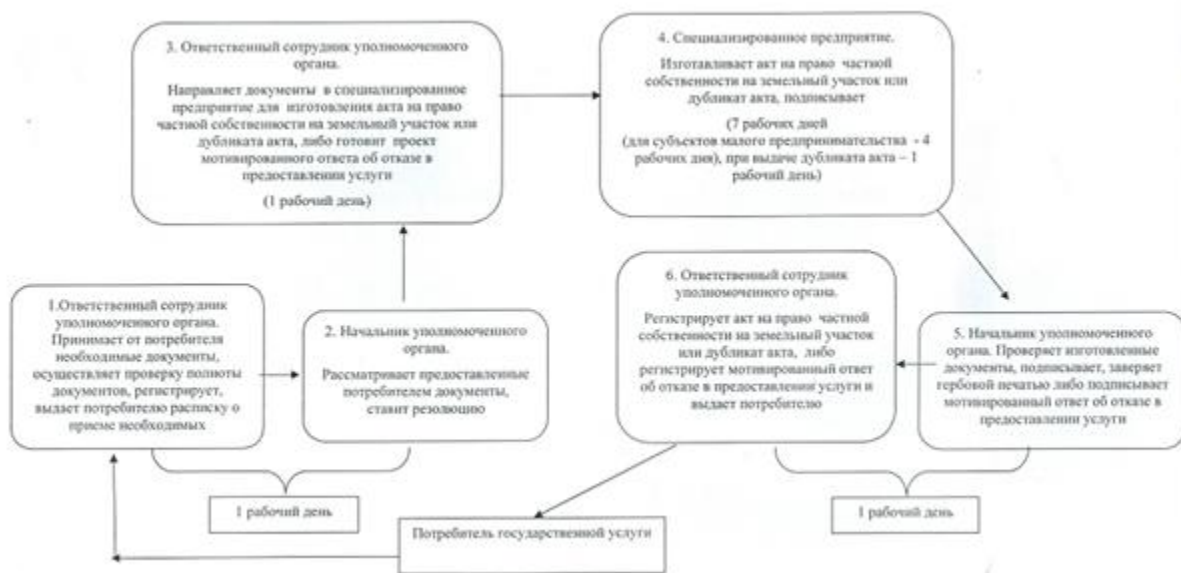 3. Ответственный сотрудник уполномоченного
органа.
Направляет документы в специализированное
предприятие для изготовления акта на право
частной собственности на земельный участок или
дубликата акта, либо готовит проект
мотивированного ответа об отказе в
предоставлении услуги
(1 рабочий день)
4. Специализированное предприятие.
Изготавливает акт на право частной
собственности на земельный участок или
дубликат акта, подписывает
(7 рабочих дней
(для субъектов малого предпринимательства - 4
рабочих дня), при выдаче дубликата акта – 1
рабочий день)
1.Ответственный сотрудник
уполномоченного органа.
Принимает от потребителя
необходимые документы,
осуществляет проверку полноты
документов, регистрирует,
выдает потребителю расписку о
приеме необходимых
2. Начальник уполномоченного
органа.
Рассматривает предоставленные
потребителем документы,
ставит резолюцию
6. Ответственный сотрудник
уполномоченного органа.
Регистрирует акт на право частной
собственности на земельный участок
или дубликат акта, либо
регистрирует мотивированный ответ
об отказе в предоставлении услуги и
выдает потребителю
5. Начальник уполномоченного
органа. Проверяет изготовленные
документы, подписывает, заверяет
гербовой печатью либо подписывает
мотивированный ответ об отказе в
предоставлении услуги
1 рабочий день
1 рабочий день
Потребитель государственной услуги